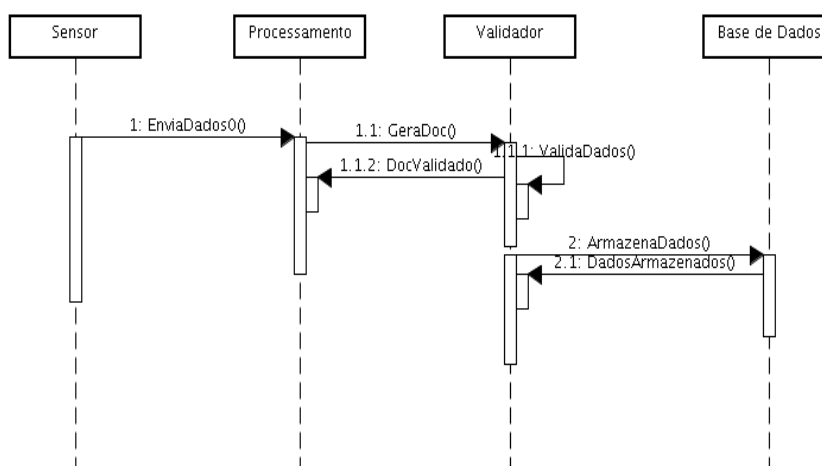 Sensor
Processamento
Validador
Base de Dados
1: EnviaDados0()
1.1: GeraDoc()
1.1.1: ValidaDados()
1.1.2: DocValidado()
2: ArmazenaDados()
2.1: DadosArmazenados()